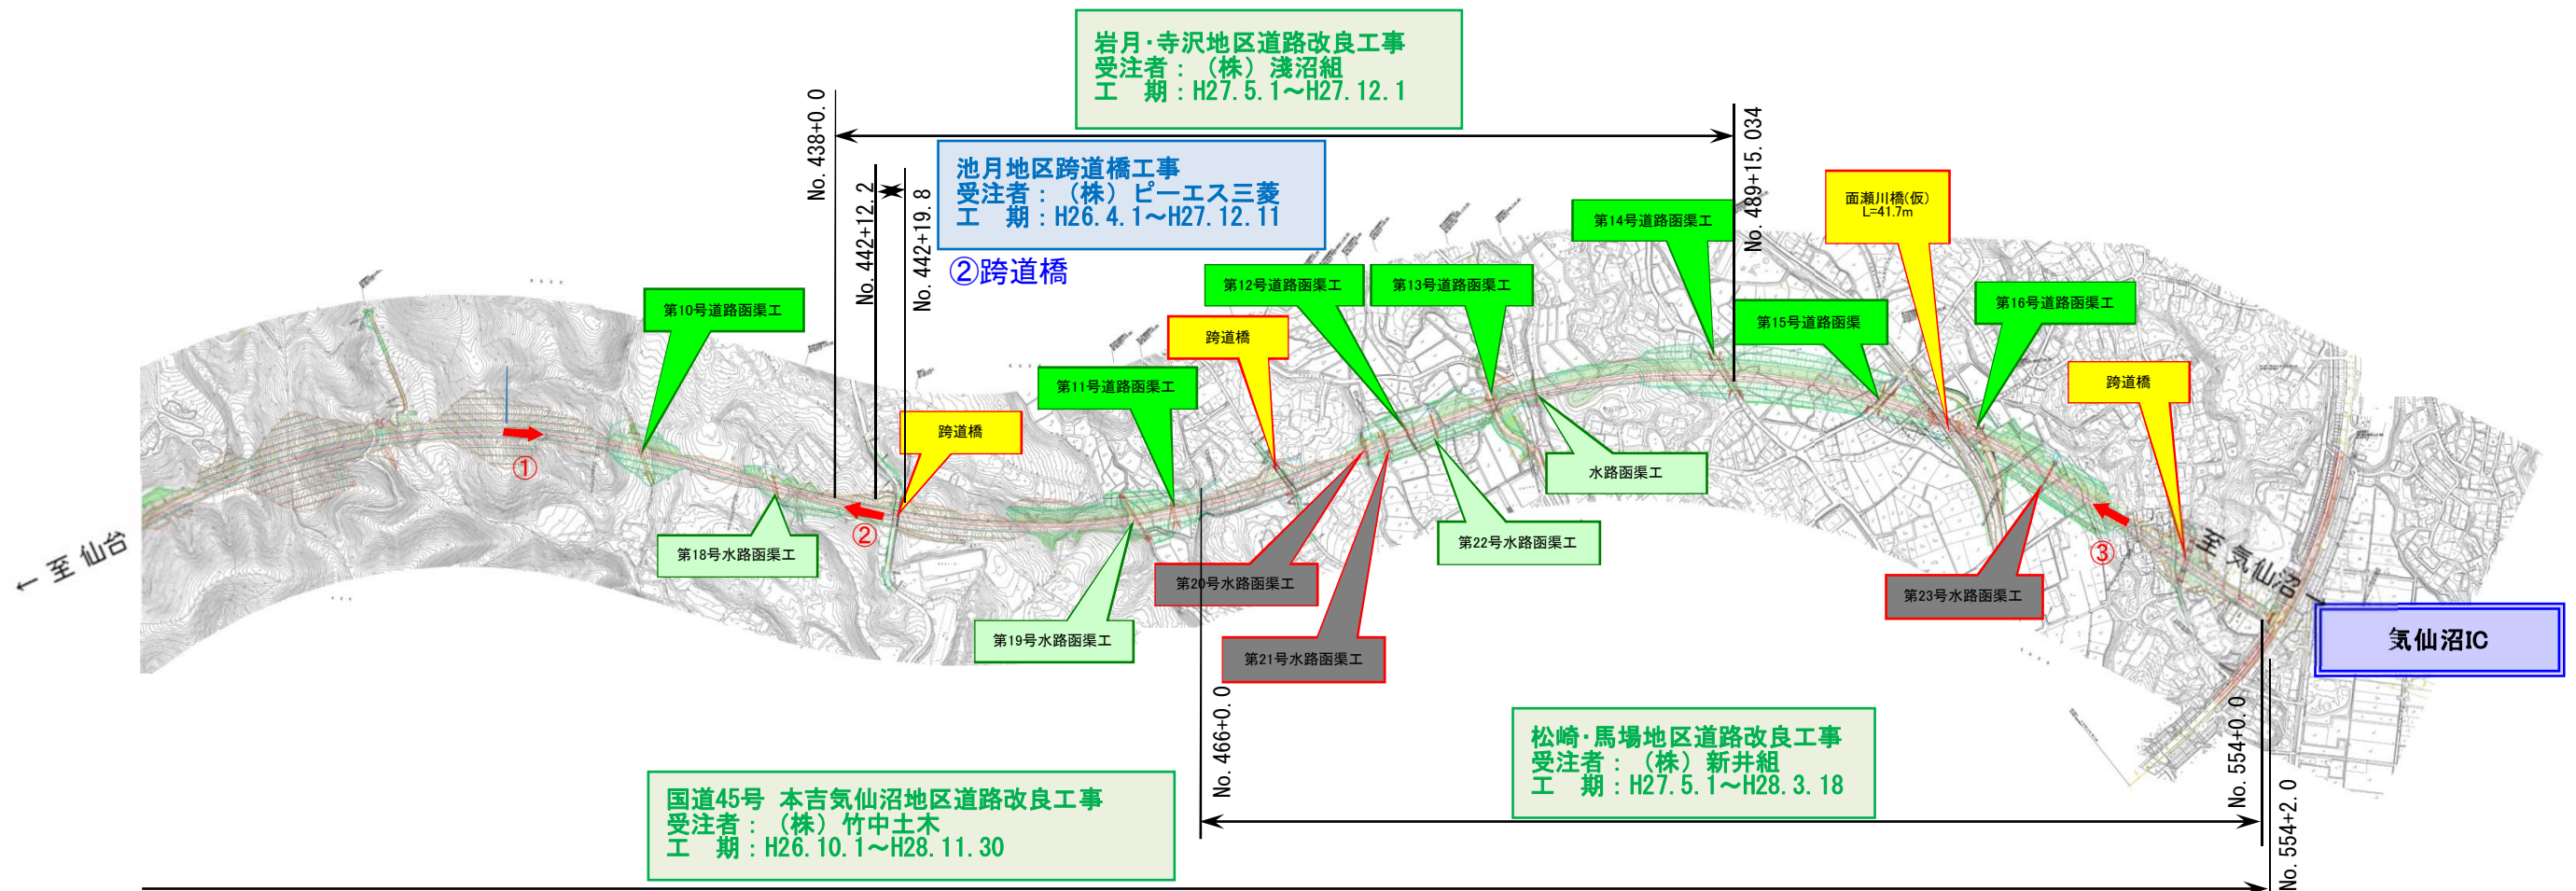 岩月・寺沢地区道路改良工事
受注者：（株）淺沼組
工　期：H27.5.1～H27.12.1
No.438+0.0
No.489+15.034
池月地区跨道橋工事
受注者：（株）ピーエス三菱
工　期：H26.4.1～H27.12.11
No.442+12.2
No.442+19.8
②跨道橋
面瀬川橋(仮)
L=41.7m
第14号道路函渠工
第12号道路函渠工
第13号道路函渠工
第10号道路函渠工
第16号道路函渠工
第15号道路函渠
跨道橋
第11号道路函渠工
跨道橋
跨道橋
①
水路函渠工
②
第18号水路函渠工
第22号水路函渠工
③
← 至 仙台
至 気仙沼 →
第20号水路函渠工
第23号水路函渠工
第19号水路函渠工
第21号水路函渠工
気仙沼IC
No.466+0.0
松崎・馬場地区道路改良工事
受注者：（株）新井組
工　期：H27.5.1～H28.3.18
No.554+0.0
No.554+2.0
国道45号 本吉気仙沼地区道路改良工事
受注者：（株）竹中土木
工　期：H26.10.1～H28.11.30